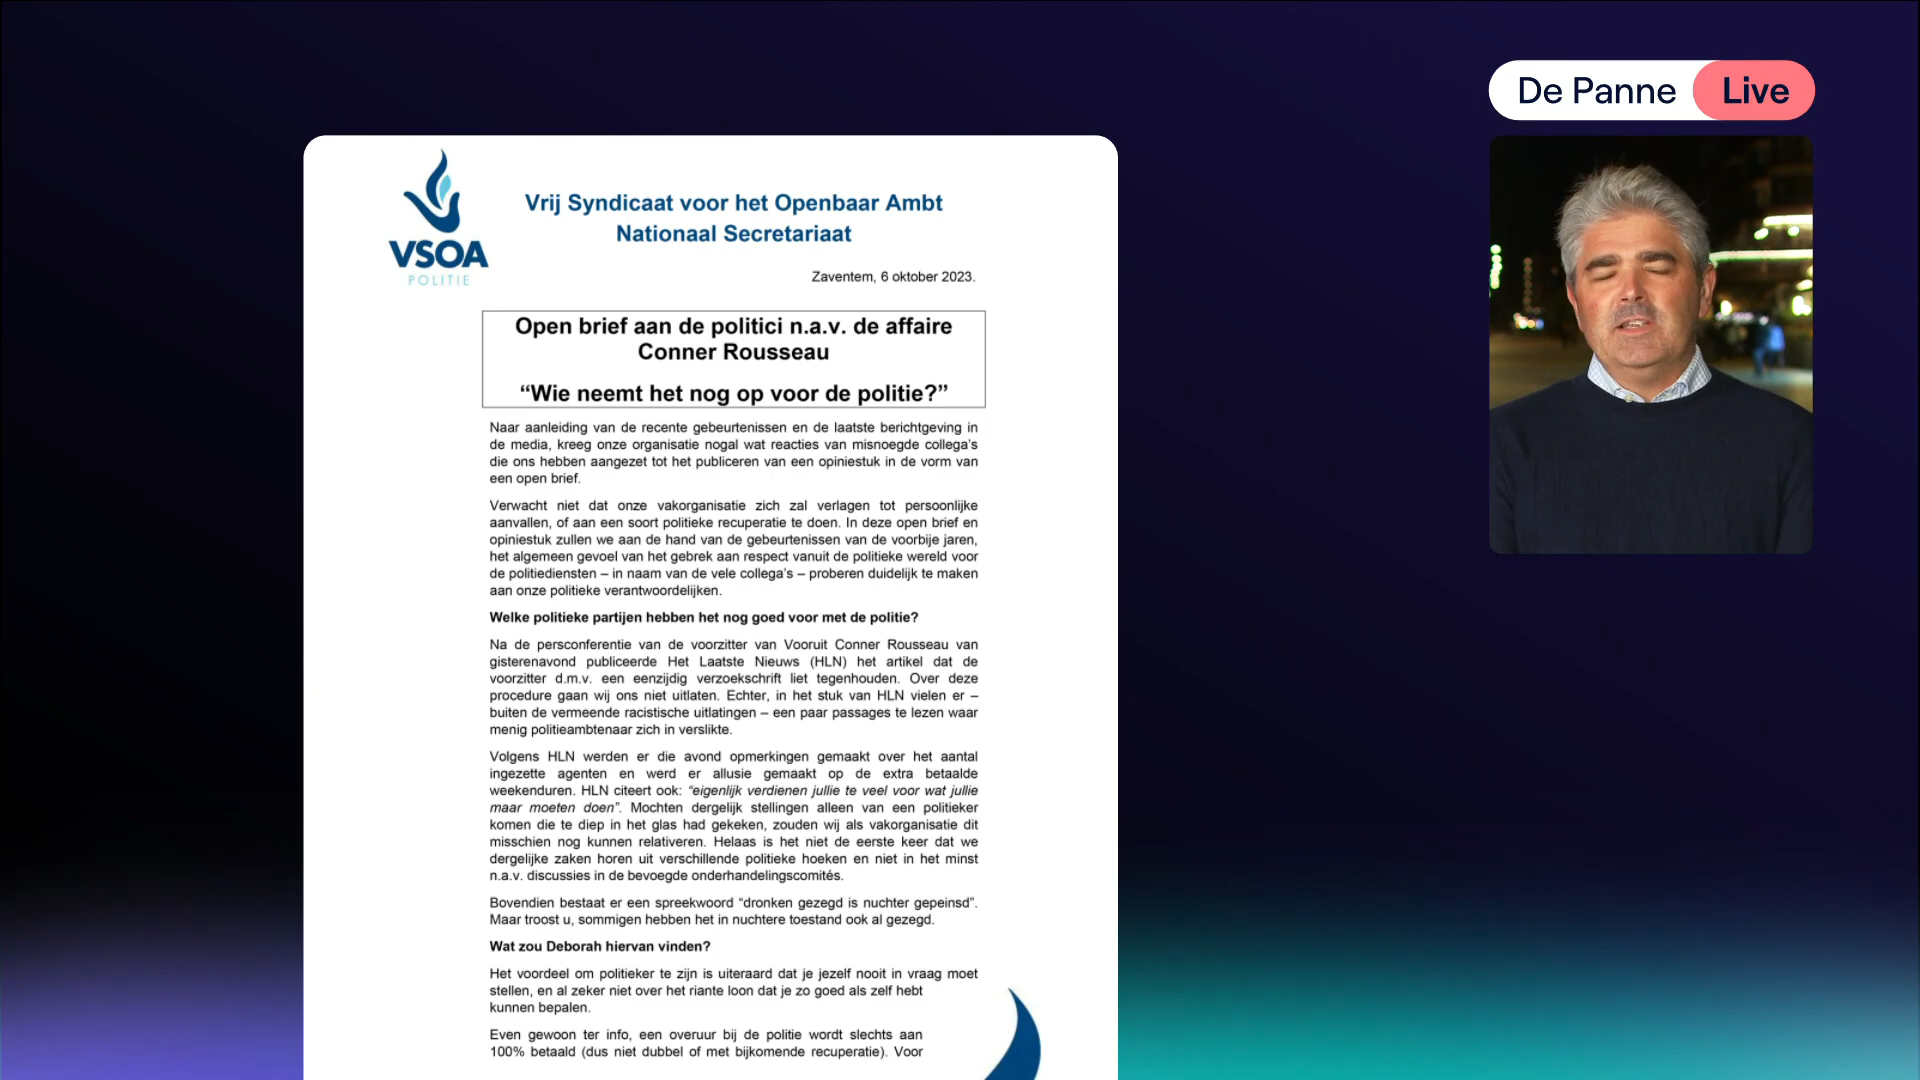 De Panne Live
VSOA
POLITIE
Vrij Syndicaat voor het Openbaar Ambt
Nationaal Secretariaat
Zaventem, 6 oktober 2023.
Open brief aan de politici n.a.v. de affaire
Conner Rousseau
“Wie neemt het nog op voor de politie?”
Naar aanleiding van de recente gebeurtenissen en de laatste berichtgeving in
de media, kreeg onze organisatie nogal wat reacties van misnoegde collega’s
die ons hebben aangezet tot het publiceren van een opiniestuk in de vorm van
een open brief.
Verwacht niet dat onze vakorganisatie zich zal verlagen tot persoonlijke
aanvallen, of aan een soort politieke recuperatie te doen. In deze open brief en
opiniestuk zullen we aan de hand van de gebeurtenissen van de voorbije jaren,
het algemeen gevoel van het gebrek aan respect vanuit de politieke wereld voor
de politiediensten – in naam van de vele collega’s – proberen duidelijk te maken
aan onze politieke verantwoordelijken.
Welke politieke partijen hebben het nog goed voor met de politie?
Na de persconferentie van de voorzitter van Vooruit Conner Rousseau van
gisterenavond publiceerde Het Laatste Nieuws (HLN) het artikel dat de
voorzitter d.m.v. een eenzijdig verzoekschrift liet tegenhouden. Over deze
procedure gaan wij ons niet uitlaten. Echter, in het stuk van HLN vielen er –
buiten de vermeende racistische uitlatingen – een paar passages te lezen waar
menig politieambtenaar zich in verslikte.
Volgens HLN werden er die avond opmerkingen gemaakt over het aantal
ingezette agenten en werd er allusie gemaakt op de extra betaalde
weekenduren. HLN citeert ook: “eigenlijk verdienen jullie te veel voor wat jullie
maar moeten doen”. Mochten dergelijk stellingen alleen van een politieker
komen die te diep in het glas had gekeken, zouden wij als vakorganisatie dit
misschien nog kunnen relativeren. Helaas is het niet de eerste keer dat we
dergelijke zaken horen uit verschillende politieke hoeken en niet in het minst
n.a.v. discussies in de bevoegde onderhandelingscomités.
Bovendien bestaat er een spreekwoord “dronken gezegd is nuchter gepeinsd”.
Maar troost u, sommigen hebben het in nuchtere toestand ook al gezegd.
Wat zou Deborah hiervan vinden?
Het voordeel om politieker te zijn is uiteraard dat je jezelf nooit in vraag moet
stellen, en al zeker niet over het riante loon dat je zo goed als zelf hebt
kunnen bepalen.
Even gewoon ter info, een overuur bij de politie wordt slechts aan
100% betaald (dus niet dubbel of met bijkomende recuperatie). Voor